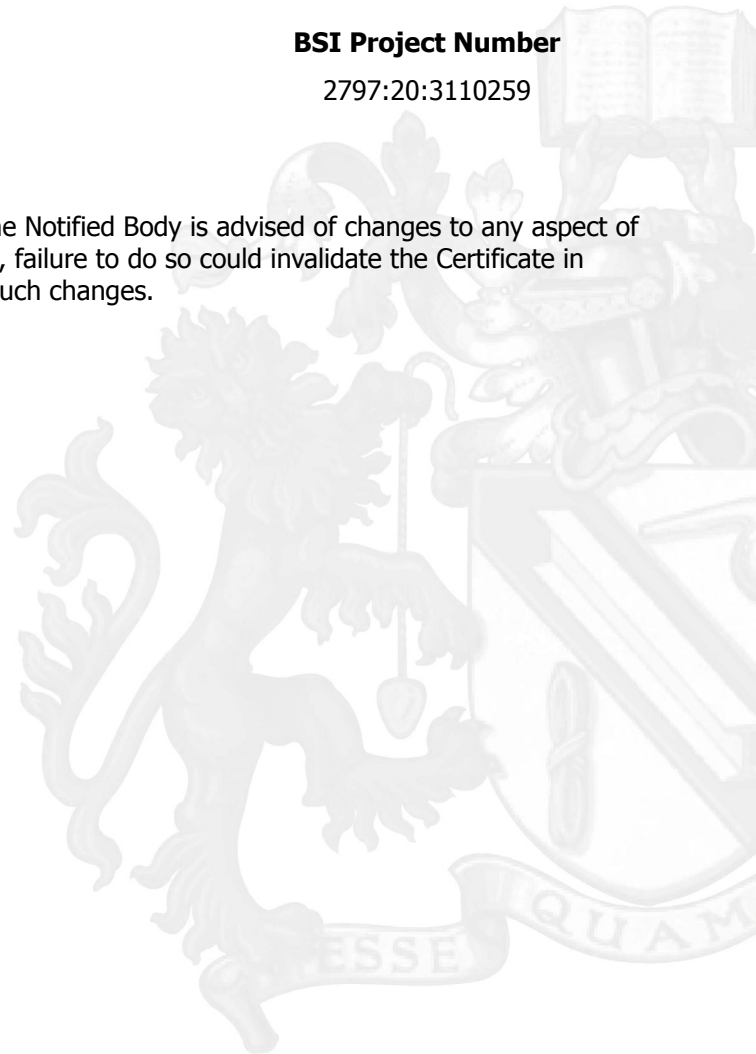 BSI Project Number
2797:20:3110259
ne Notified Body is advised of changes to any aspect of
, failure to do so could invalidate the Certificate in
uch changes.
ESSE
QUAM